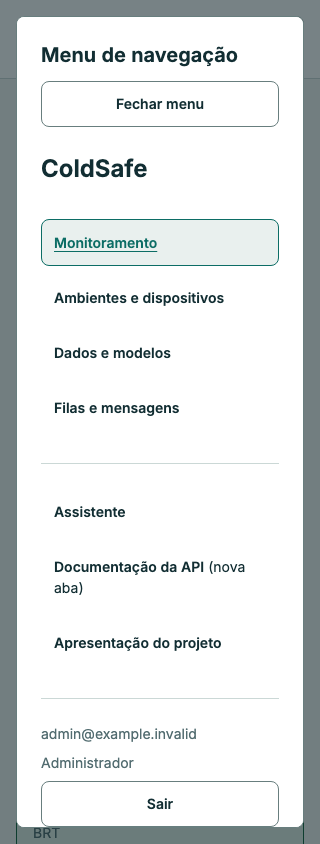 Menu de navegação
Fechar menu
ColdSafe
Monitoramento
Ambientes e dispositivos
Dados e modelos
Filas e mensagens
Assistente
Documentação da API (nova
aba)
Apresentação do projeto
admin@example.invalid
Administrador
Sair
BRT